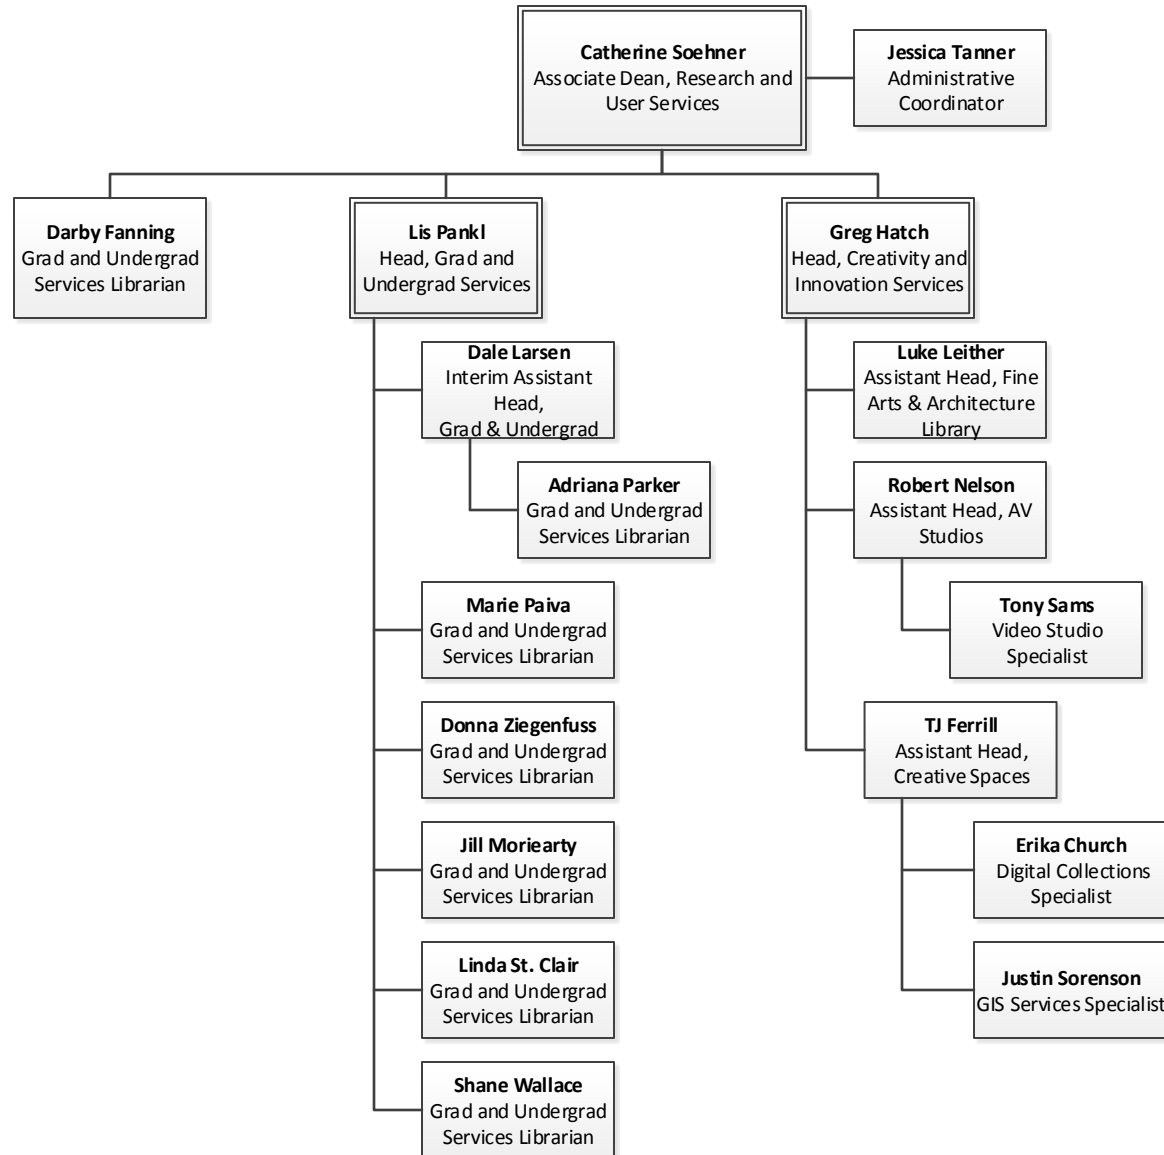 Catherine Soehner
Associate Dean, Research and
User Services
Jessica Tanner
Administrative
Coordinator
Darby Fanning
Grad and Undergrad
Services Librarian
Lis Pankl
Head, Grad and
Undergrad Services
Greg Hatch
Head, Creativity and
Innovation Services
Dale Larsen
Interim Assistant
Head,
Grad & Undergrad
Adriana Parker
Grad and Undergrad
Services Librarian
Marie Paiva
Grad and Undergrad
Services Librarian
Donna Ziegenfuss
Grad and Undergrad
Services Librarian
Jill Moriearty
Grad and Undergrad
Services Librarian
Linda St. Clair
Grad and Undergrad
Services Librarian
Shane Wallace
Grad and Undergrad
Services Librarian
Luke Leither
Assistant Head, Fine
Arts & Architecture
Library
Robert Nelson
Assistant Head, AV
Studios
Tony Sams
Video Studio
Specialist
TJ Ferrill
Assistant Head,
Creative Spaces
Erika Church
Digital Collections
Specialist
Justin Sorenson
GIS Services Specialist